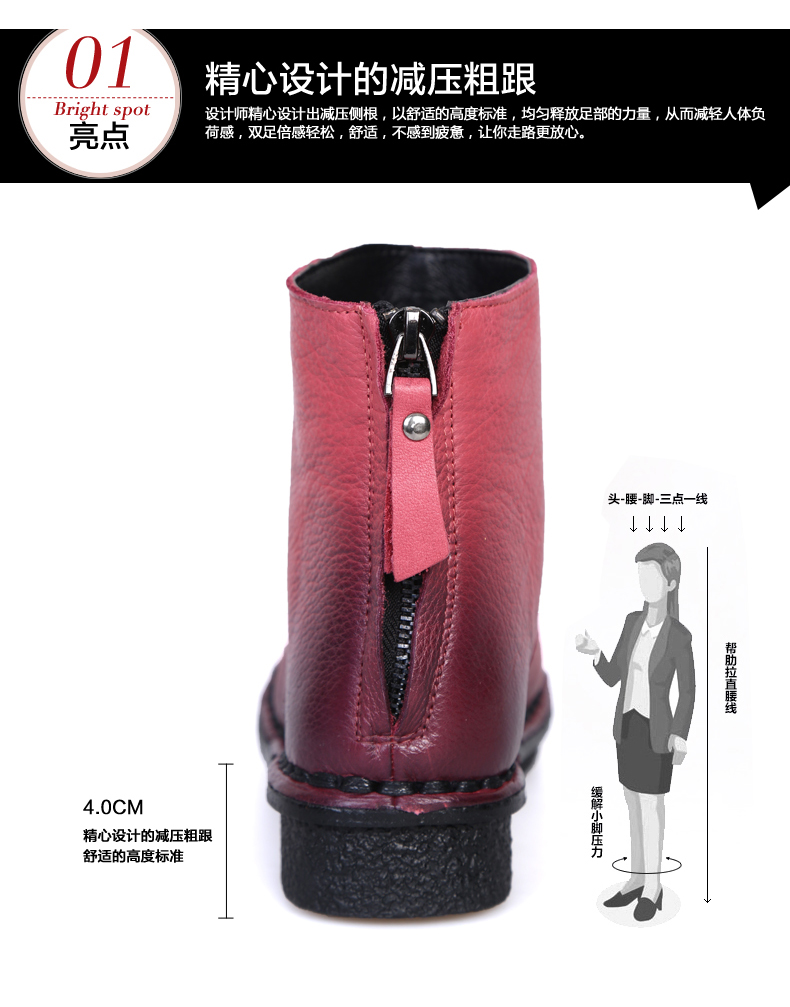 01
Bright spot
亮点
精心设计的减压粗跟
设计师精心设计出减压侧根，以舒适的高度标准，均匀释放足部的力量，从而减轻人体负
荷感，双足倍感轻松，舒适，不感到疲惫，让你走路更放心。
头-腰-脚-三点一线
帮助拉直腰线
缓解小脚压力
4.0CM
精心设计的减压粗跟
舒适的高度标准